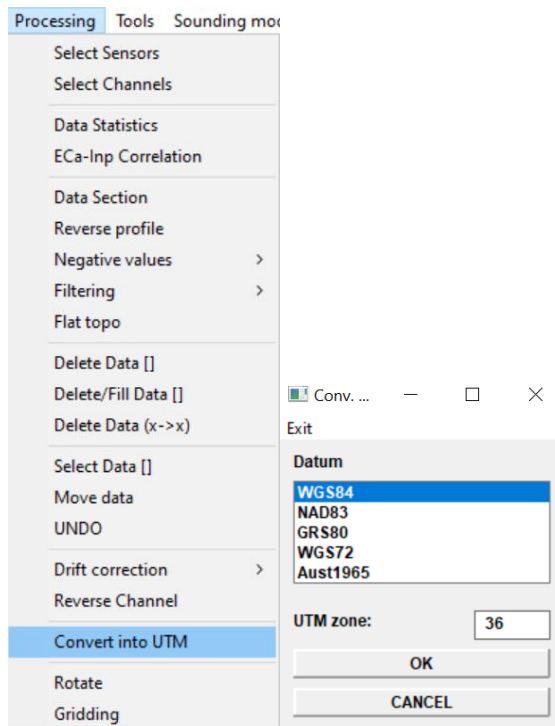 Processing Tools Sounding mo
Select Sensors
Select Channels
Data Statistics
ECa-Inp Correlation
Data Section
Reverse profile
Negative values >
Filtering >
Flat topo
Delete Data []
Delete/Fill Data []
Delete Data (x->x)
Select Data []
Move data
UNDO
Drift correction >
Reverse Channel
Convert into UTM
Rotate
Gridding
Conv. ...
Exit
Datum
WGS84
NAD83
GRS80
WGS72
Aust1965
UTM zone: 36
OK
CANCEL